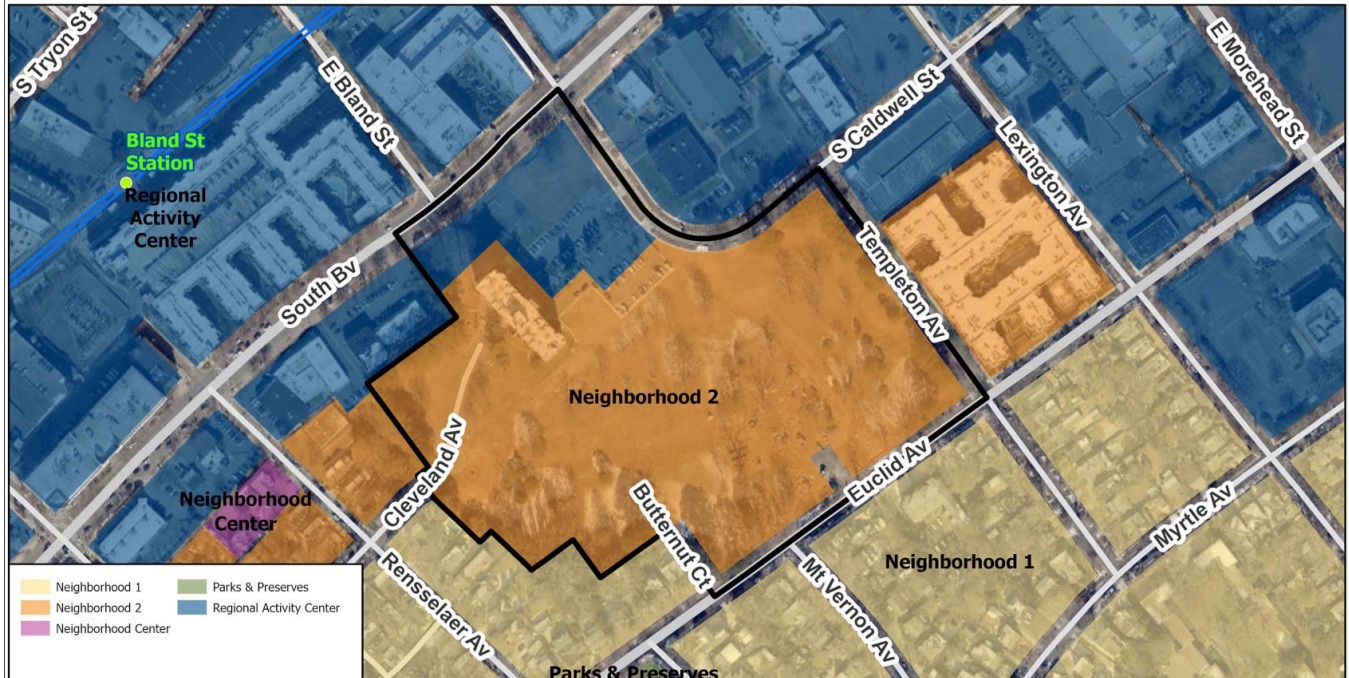 S Tryon St
E Bland St
S Caldwell St
Lexington Av
E Morehead St
Bland St
Station
Regional
Activity
Center
South Bv
Templeton Av
Neighborhood 2
Cleveland Av
Butternut Ct
Euclid Av
Neighborhood
Center
Rensselaer Av
Mt Vernon Av
Neighborhood 1
Myrtle Av
Parks & Preserves
Neighborhood 1
Neighborhood 2
Neighborhood Center
Parks & Preserves
Regional Activity Center